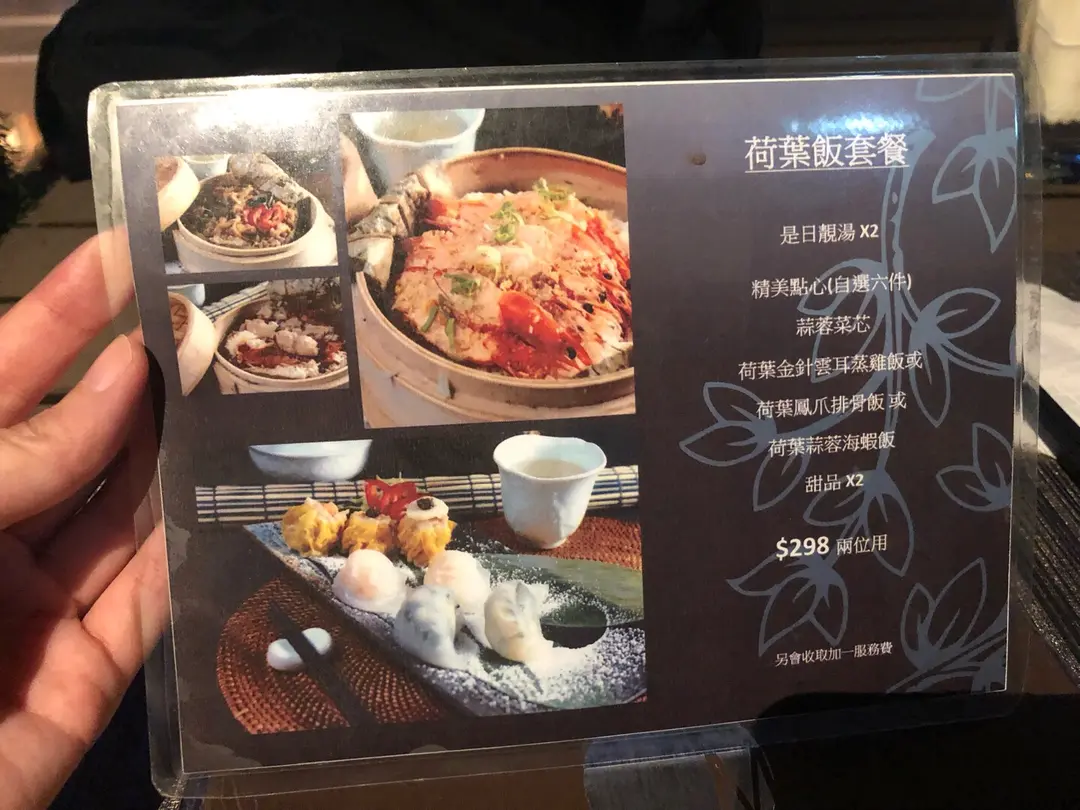 荷葉飯套餐
是日靚湯 X2
精美點心(自選六件)
蒜蓉菜芯
荷葉金針雲耳蒸雞飯或
荷葉鳳爪排骨飯 或
荷葉蒜蓉海蝦飯
甜品 X2
$298 兩位用
另會收取加一服務費